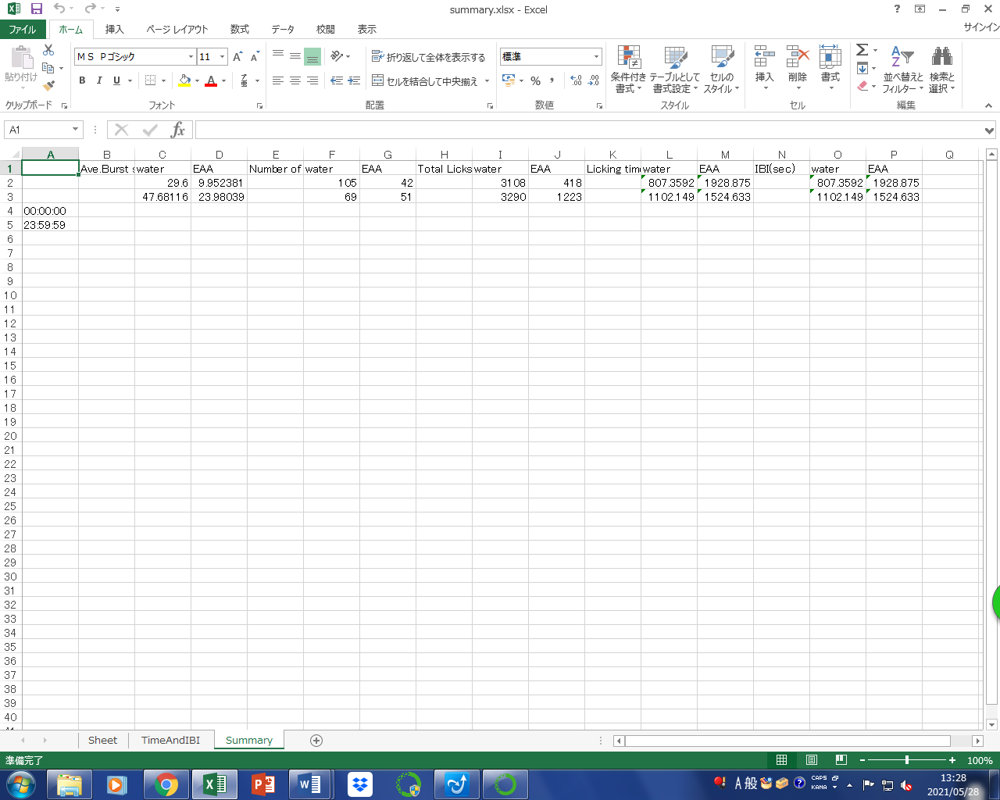 summary.xlsx - Excel
サインイン
ファイル ホーム 挿入 ページ レイアウト 数式 データ 校閲 表示
貼り付け
クリップボード
ＭＳ Ｐゴシック 11
B I U
フォント
折り返して全体を表示する
セルを結合して中央揃え
配置
標準
% ,
数値
条件付き書式
テーブルとして書式設定
セルのスタイル
スタイル
挿入 削除 書式
セル
並べ替えとフィルター
検索と選択
編集
A1 fx
A B C D E F G H I J K L M N O P Q
1 Ave.Burst water EAA Number of water EAA Total Licks water EAA Licking tim water EAA IBI(sec) water EAA
2 29.6 9.952381 105 42 3108 418 807.3592 1928.875 807.3592 1928.875
3 47.68116 23.98039 69 51 3290 1223 1102.149 1524.633 1102.149 1524.633
4 00:00:00
5 23:59:59
6
7
8
9
10
11
12
13
14
15
16
17
18
19
20
21
22
23
24
25
26
27
28
29
30
31
32
33
34
35
36
37
38
39
40
Sheet TimeAndIBI Summary
準備完了 100%
A 般 CAPS KANA
13:28
2021/05/28